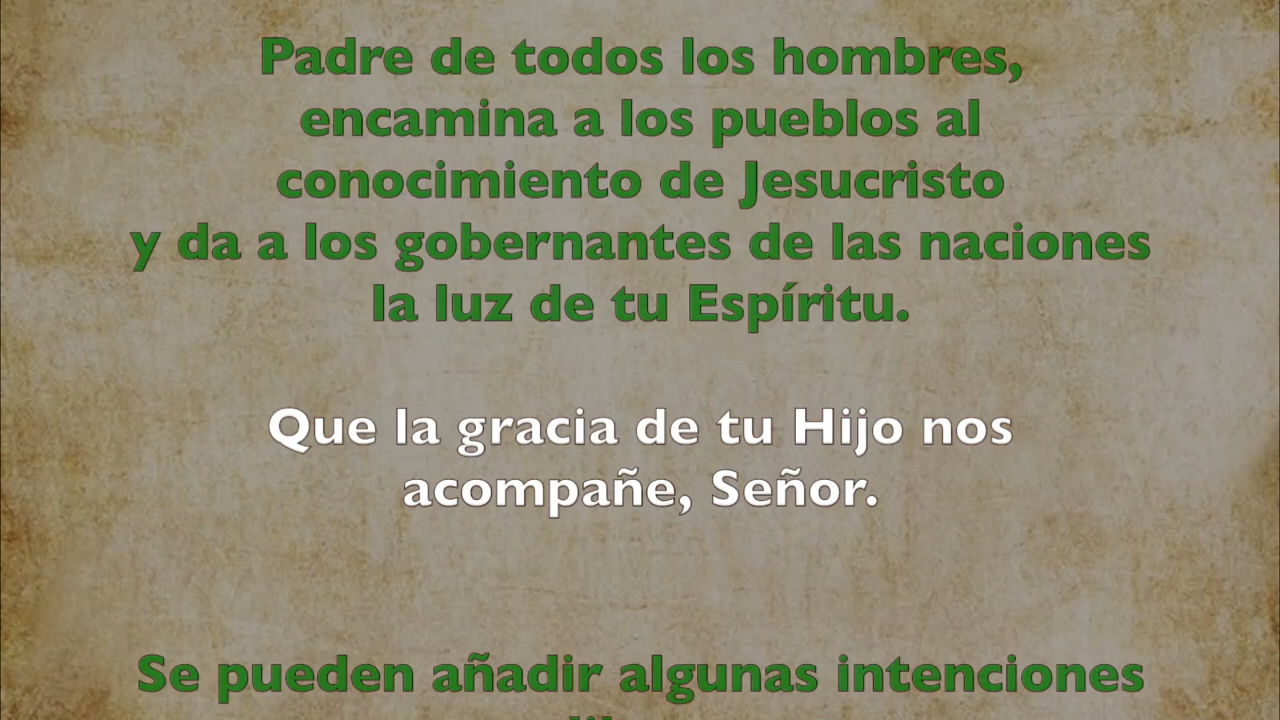 Padre de todos los hombres,
encamina a los pueblos al
conocimiento de Jesucristo
y da a los gobernantes de las naciones
la luz de tu Espíritu.
Que la gracia de tu Hijo nos
acompañe, Señor.
Se pueden añadir algunas intenciones